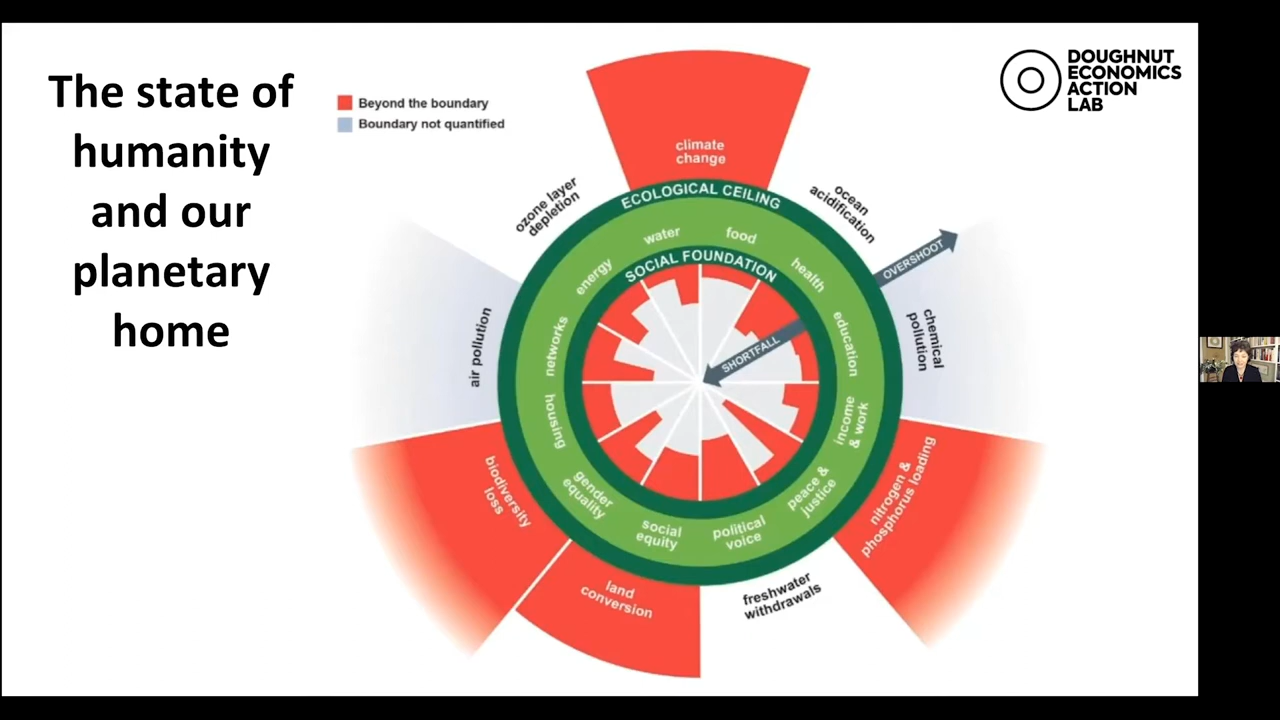 The state of
humanity
and our
planetary
home
Beyond the boundary
Boundary not quantified
DOUGHNUT
ECONOMICS
ACTION
LAB
climate
change
ozone layer
depletion
ocean
acidification
ECOLOGICAL CEILING
OVERSHOOT
water
food
energy
health
SOCIAL FOUNDATION
air pollution
networks
SHORTFALL
education
chemical
pollution
housing
income
& work
biodiversity
loss
gender
equality
social
equity
political
voice
peace &
justice
nitrogen &
phosphorus loading
land
conversion
freshwater
withdrawals